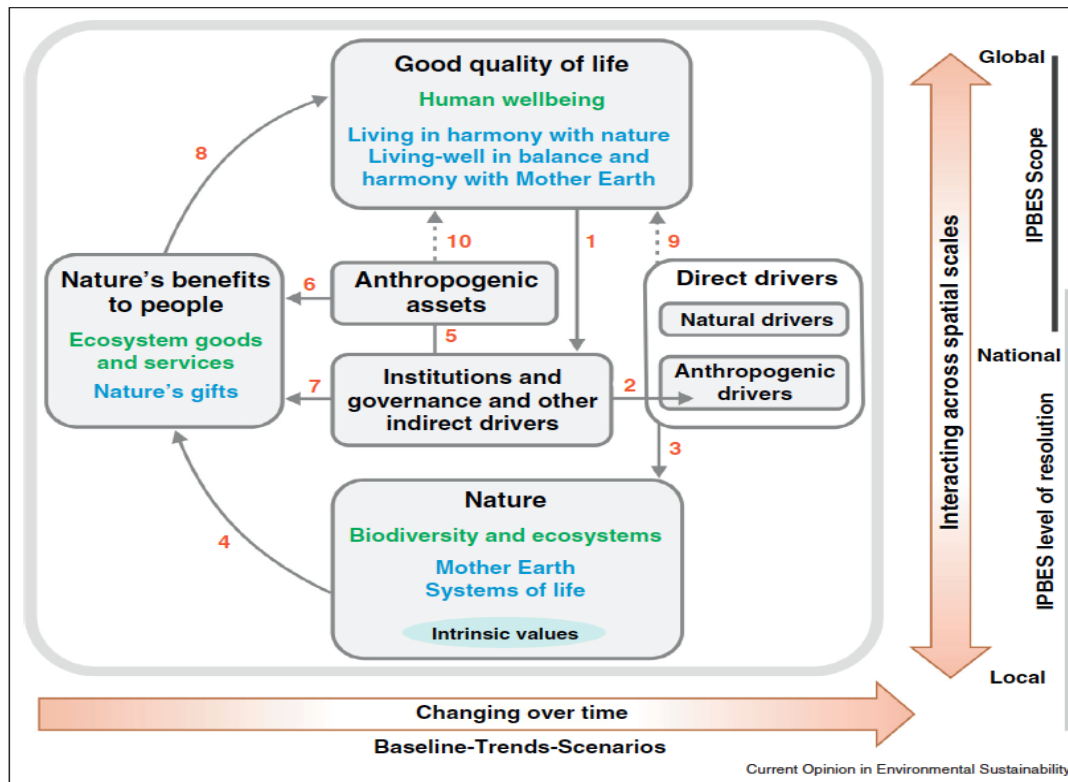 Good quality of life
Human wellbeing
Living in harmony with nature
Living-well in balance and
harmony with Mother Earth
8
10
1
9
Nature's benefits
to people
Ecosystem goods
and services
Nature's gifts
6
Anthropogenic
assets
5
7
Institutions and
governance and other
indirect drivers
2
Direct drivers
Natural drivers
Anthropogenic
drivers
3
4
Nature
Biodiversity and ecosystems
Mother Earth
Systems of life
Intrinsic values
Interacting across spatial scales
Global
National
Local
IPBES Scope
IPBES level of resolution
Changing over time
Baseline-Trends-Scenarios
Current Opinion in Environmental Sustainability